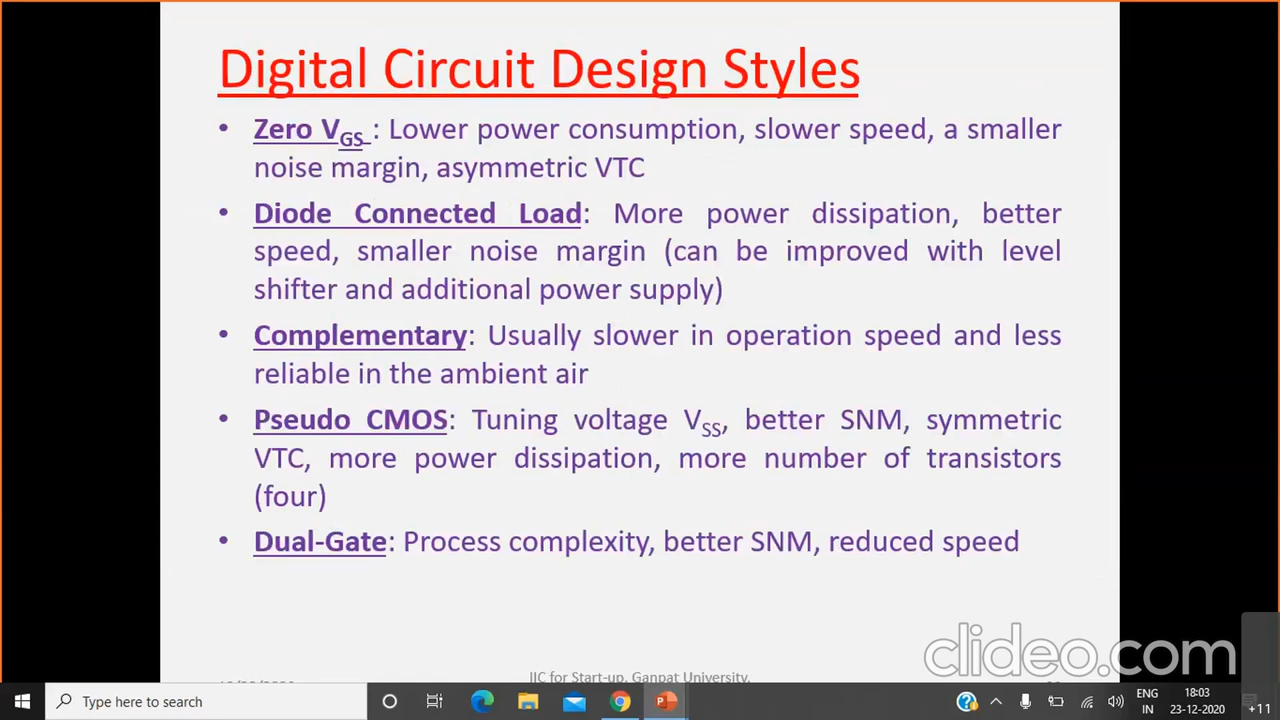 Digital Circuit Design Styles
• Zero VGS : Lower power consumption, slower speed, a smaller
noise margin, asymmetric VTC
• Diode Connected Load: More power dissipation, better
speed, smaller noise margin (can be improved with level
shifter and additional power supply)
• Complementary: Usually slower in operation speed and less
reliable in the ambient air
• Pseudo CMOS: Tuning voltage VSS, better SNM, symmetric
VTC, more power dissipation, more number of transistors
(four)
• Dual-Gate: Process complexity, better SNM, reduced speed
clideo.com
IIC for Start-up, Ganpat University,
Type here to search
ENG
IN
18:03
23-12-2020
+11